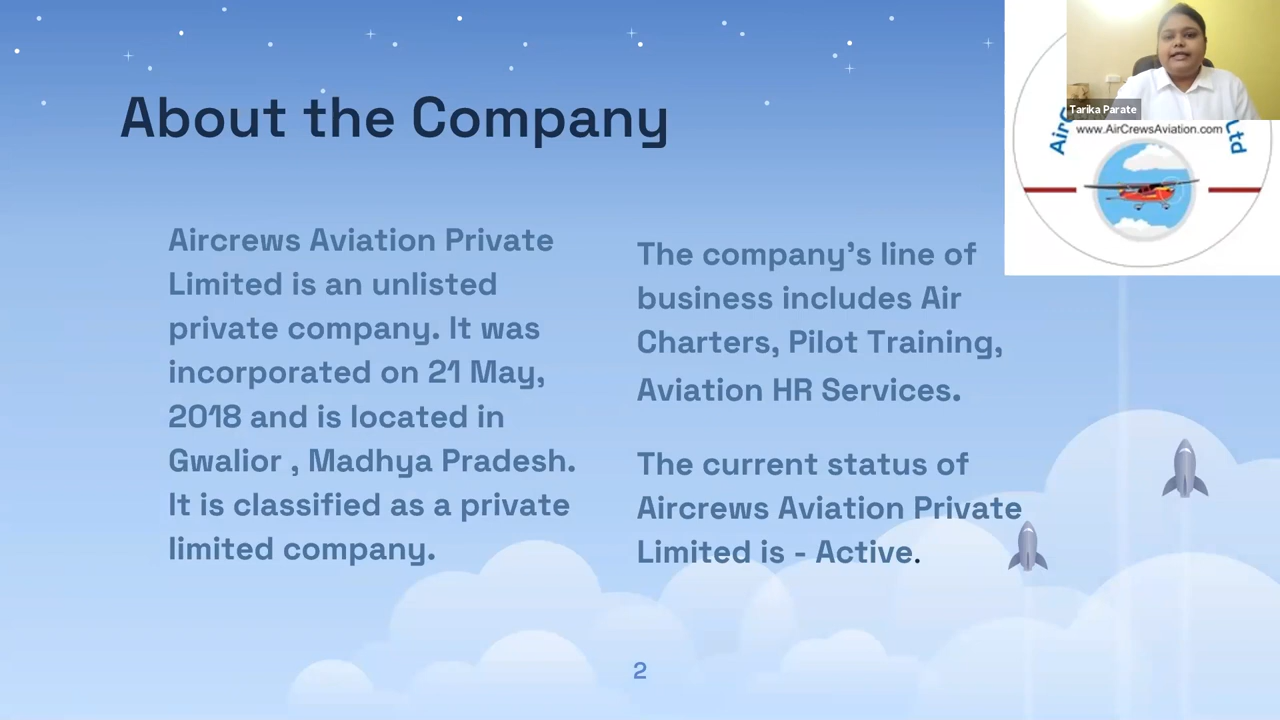 About the Company
Aircrews Aviation Private
Limited is an unlisted
private company. It was
incorporated on 21 May,
2018 and is located in
Gwalior , Madhya Pradesh.
It is classified as a private
limited company.
The company’s line of
business includes Air
Charters, Pilot Training,
Aviation HR Services.
The current status of
Aircrews Aviation Private
Limited is - Active.
Tarika Parate
www.AirCrewsAviation.com
Ltd
2